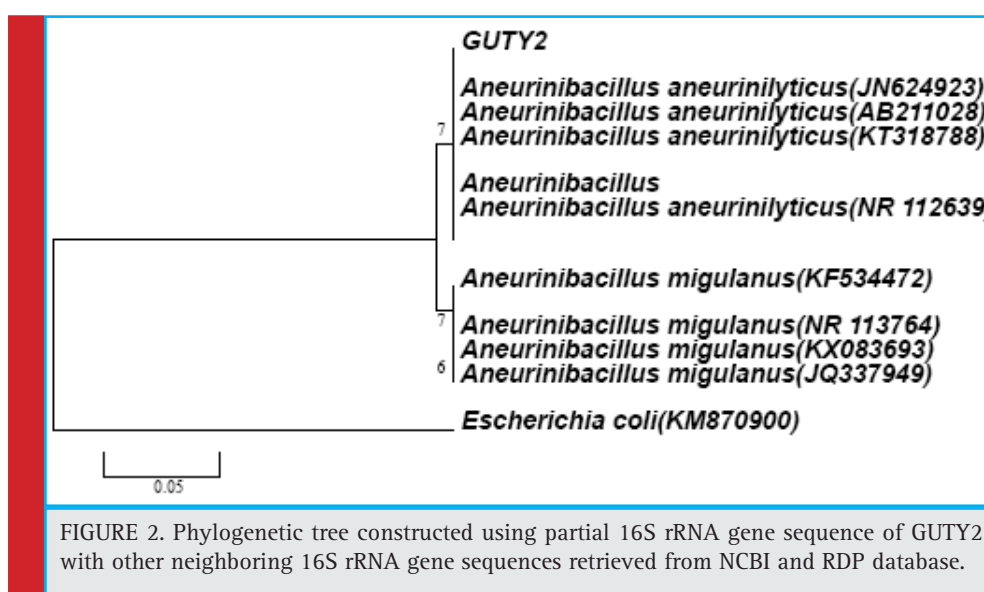 GUTY2
Aneurinibacillus aneurinilyticus(JN624923)
Aneurinibacillus aneurinilyticus(AB211028)
7
Aneurinibacillus aneurinilyticus(KT318788)
Aneurinibacillus
Aneurinibacillus aneurinilyticus(NR 112639)
Aneurinibacillus migulanus(KF534472)
7
Aneurinibacillus migulanus(NR 113764)
Aneurinibacillus migulanus(KX083693)
6
Aneurinibacillus migulanus(JQ337949)
Escherichia coli(KM870900)
0.05
FIGURE 2. Phylogenetic tree constructed using partial 16S rRNA gene sequence of GUTY2
with other neighboring 16S rRNA gene sequences retrieved from NCBI and RDP database.